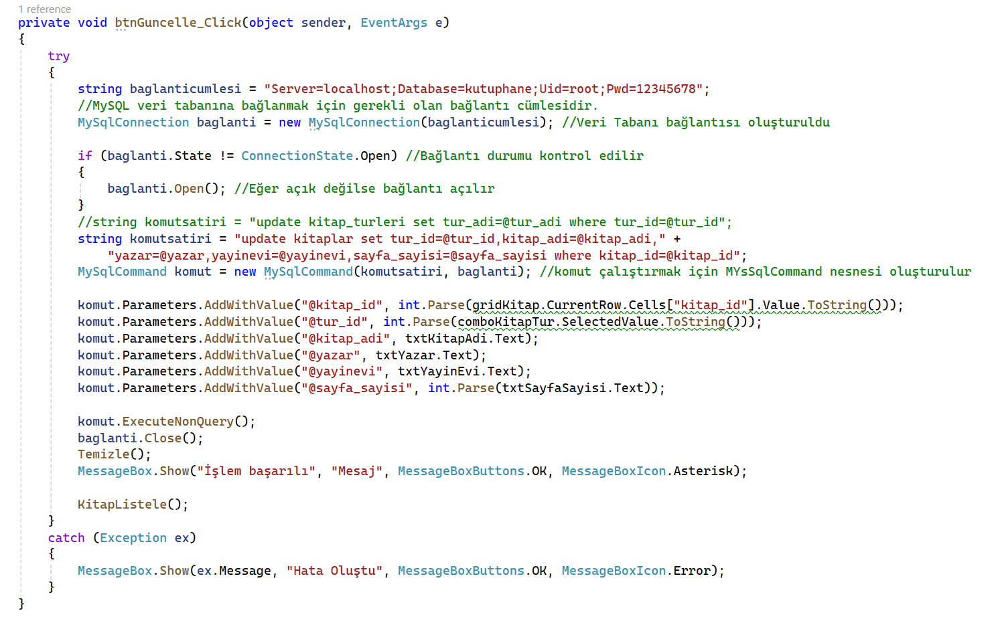 1 reference
private void btnGuncelle_Click(object sender, EventArgs e)
{
    try
    {
        string baglanticumlesi = "Server=localhost;Database=kutuphane;Uid=root;Pwd=12345678";
        //MySQL veri tabanına bağlanmak için gerekli olan bağlantı cümlesidir.
        MySqlConnection baglanti = new MySqlConnection(baglanticumlesi); //Veri Tabanı bağlantısı oluşturuldu

        if (baglanti.State != ConnectionState.Open) //Bağlantı durumu kontrol edilir
        {
            baglanti.Open(); //Eğer açık değilse bağlantı açılır
        }
        //string komutsatiri = "update kitap_turleri set tur_adi=@tur_adi where tur_id=@tur_id";
        string komutsatiri = "update kitaplar set tur_id=@tur_id,kitap_adi=@kitap_adi," +
            "yazar=@yazar,yayinevi=@yayinevi,sayfa_sayisi=@sayfa_sayisi where kitap_id=@kitap_id";
        MySqlCommand komut = new MySqlCommand(komutsatiri, baglanti); //komut çalıştırmak için MYsSqlCommand nesnesi oluşturulur

        komut.Parameters.AddWithValue("@kitap_id", int.Parse(gridKitap.CurrentRow.Cells["kitap_id"].Value.ToString()));
        komut.Parameters.AddWithValue("@tur_id", int.Parse(comboKitapTur.SelectedValue.ToString()));
        komut.Parameters.AddWithValue("@kitap_adi", txtKitapAdi.Text);
        komut.Parameters.AddWithValue("@yazar", txtYazar.Text);
        komut.Parameters.AddWithValue("@yayinevi", txtYayinEvi.Text);
        komut.Parameters.AddWithValue("@sayfa_sayisi", int.Parse(txtSayfaSayisi.Text));

        komut.ExecuteNonQuery();
        baglanti.Close();
        Temizle();
        MessageBox.Show("İşlem başarılı", "Mesaj", MessageBoxButtons.OK, MessageBoxIcon.Asterisk);

        KitapListele();
    }
    catch (Exception ex)
    {
        MessageBox.Show(ex.Message, "Hata Oluştu", MessageBoxButtons.OK, MessageBoxIcon.Error);
    }
}